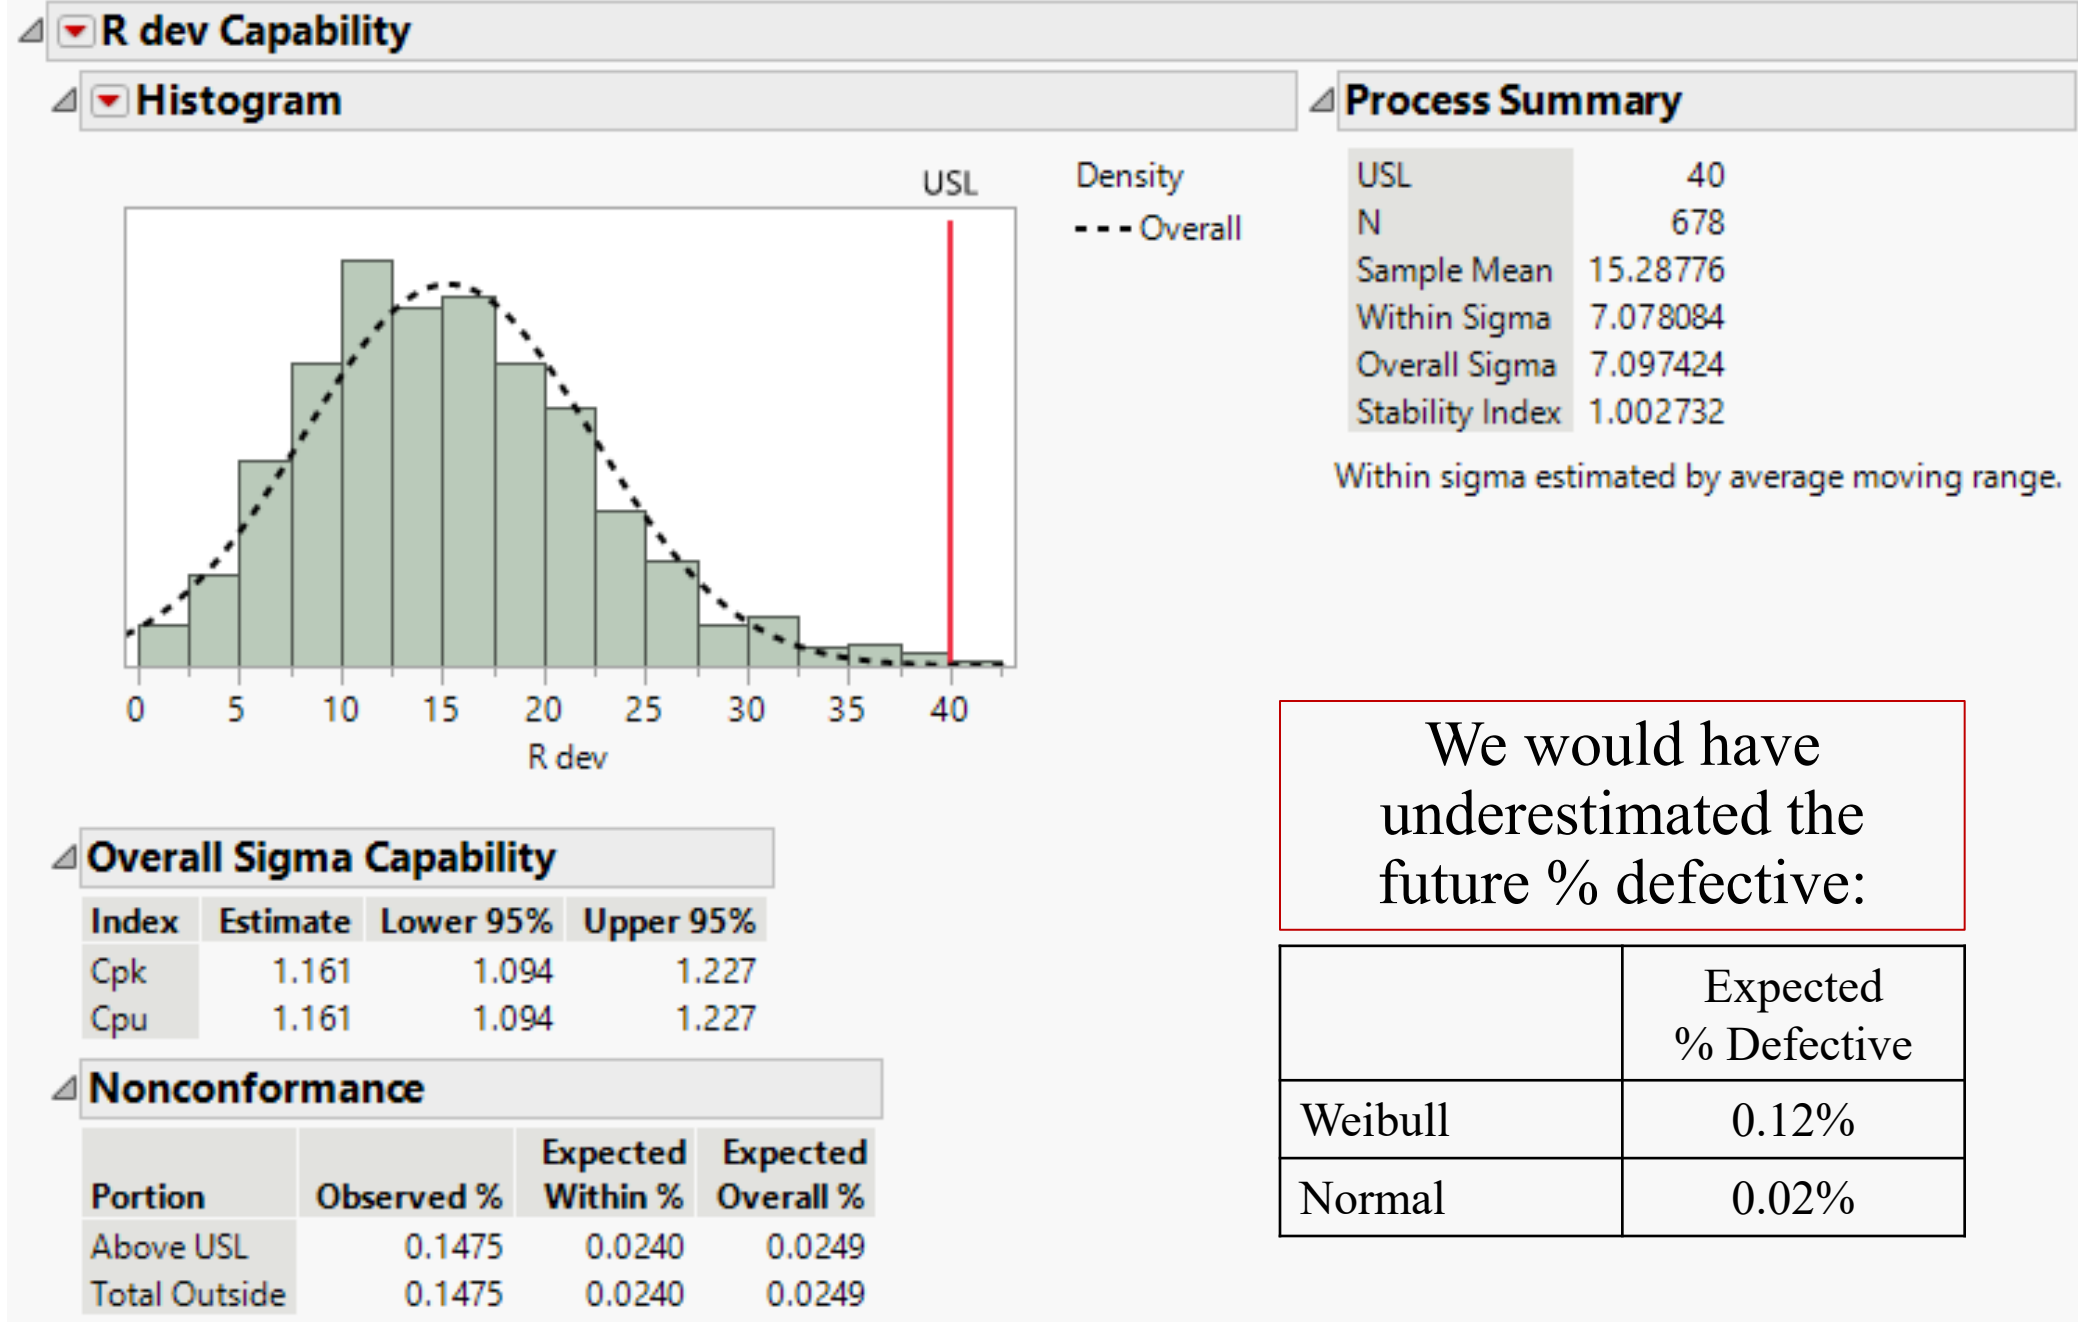 R dev Capability
Histogram
USL
0 5 10 15 20 25 30 35 40
R dev
Density
Overall
Process Summary
USL 40
N 678
Sample Mean 15.28776
Within Sigma 7.078084
Overall Sigma 7.097424
Stability Index 1.002732
Within sigma estimated by average moving range.
Overall Sigma Capability
Index Estimate Lower 95% Upper 95%
Cpk 1.161 1.094 1.227
Cpu 1.161 1.094 1.227
Nonconformance
Expected Expected
Portion Observed % Within % Overall %
Above USL 0.1475 0.0240 0.0249
Total Outside 0.1475 0.0240 0.0249
We would have
underestimated the
future % defective:
Expected
% Defective
Weibull 0.12%
Normal 0.02%